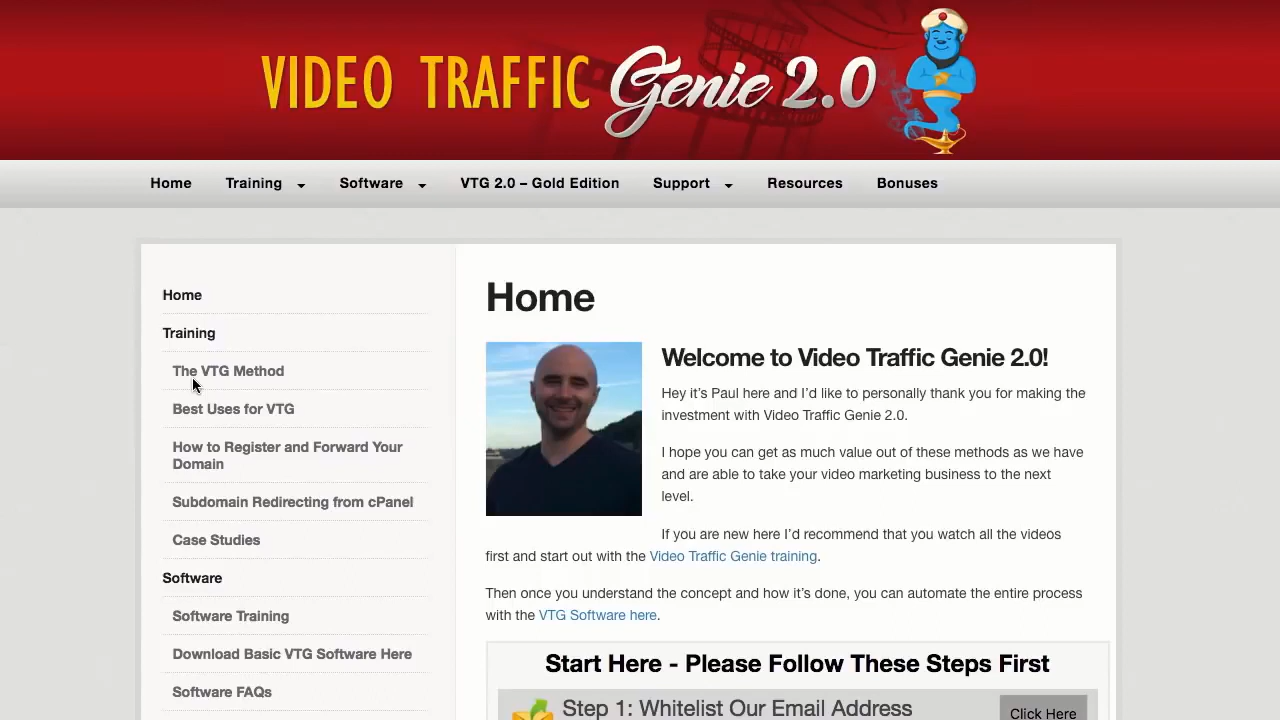 VIDEO TRAFFIC Genie 2.0
Home Training Software VTG 2.0 – Gold Edition Support Resources Bonuses
Home
Training
The VTG Method
Best Uses for VTG
How to Register and Forward Your
Domain
Subdomain Redirecting from cPanel
Case Studies
Software
Software Training
Download Basic VTG Software Here
Software FAQs
Home
Welcome to Video Traffic Genie 2.0!
Hey it's Paul here and I'd like to personally thank you for making the
investment with Video Traffic Genie 2.0.
I hope you can get as much value out of these methods as we have
and are able to take your video marketing business to the next
level.
If you are new here I'd recommend that you watch all the videos
first and start out with the Video Traffic Genie training.
Then once you understand the concept and how it's done, you can automate the entire process
with the VTG Software here.
Start Here - Please Follow These Steps First
Step 1: Whitelist Our Email Address
Click Here